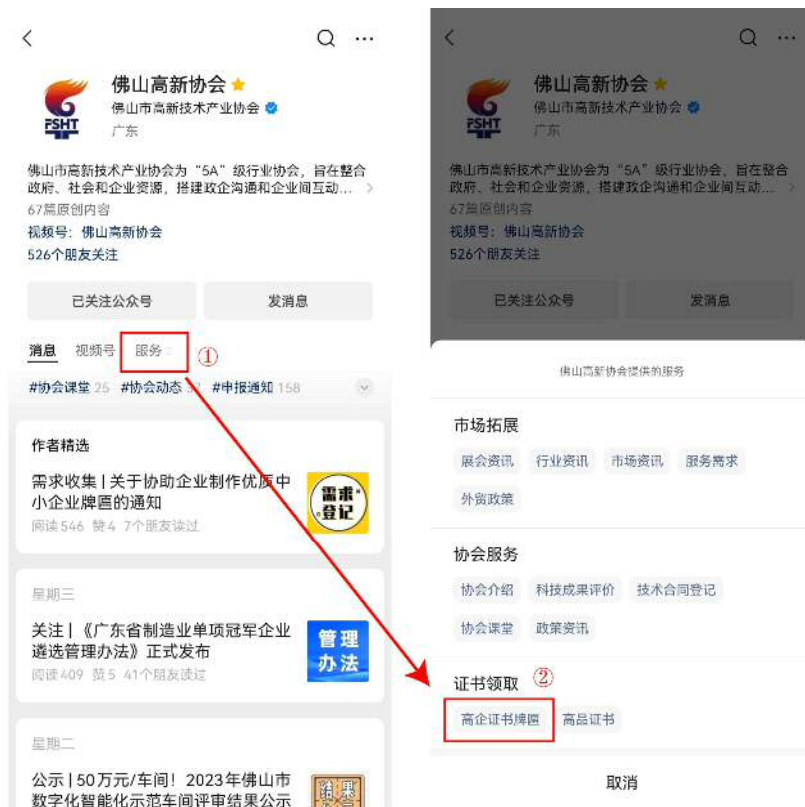 佛山高新协会
佛山市高新技术产业协会
FSHT
广东
佛山市高新技术产业协会为“5A”级行业协会，旨在整合
政府、社会和企业资源，搭建政企沟通和企业间互动...
67篇原创内容
视频号：佛山高新协会
526个朋友关注
已关注公众号 发消息
消息 视频号 服务
①
#协会课堂 25 #协会动态 37 #申报通知 158
作者精选
需求收集 | 关于协助企业制作优质中
小企业牌匾的通知
阅读 546 赞 4 7个朋友读过
需求
登记
星期三
关注 | 《广东省制造业单项冠军企业
遴选管理办法》正式发布
阅读 409 赞 5 41个朋友读过
管理
办法
星期二
公示 | 50万元/车间！2023年佛山市
数字化智能化示范车间评审结果公示
结果
佛山高新协会
佛山市高新技术产业协会
FSHT
广东
佛山市高新技术产业协会为“5A”级行业协会，旨在整合
政府、社会和企业资源，搭建政企沟通和企业间互动...
67篇原创内容
视频号：佛山高新协会
526个朋友关注
已关注公众号 发消息
佛山高新协会提供的服务
市场拓展
展会资讯 行业资讯 市场资讯 服务需求
外贸政策
协会服务
协会介绍 科技成果评价 技术合同登记
协会课堂 政策资讯
证书领取 ②
高企证书牌匾 高品证书
取消